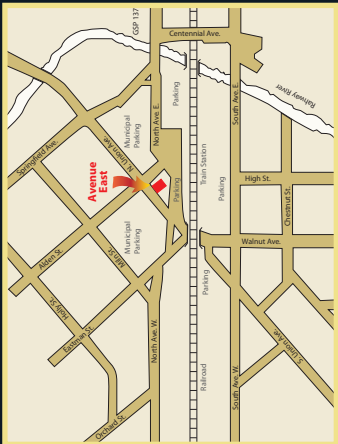 GSP 137
Centennial Ave.
Rahway River
North Ave. E.
Parking
South Ave. E.
Municipal
Parking
N Union Ave.
Springfield Ave.
Train Station
Avenue
East
Parking
Parking
High St.
Chestnut St.
Municipal
Parking
Walnut Ave.
Alden St.
Miln St.
Parking
Holly St.
Eastman St.
North Ave. W.
S Union Ave.
Railroad
South Ave. W.
Orchard St.